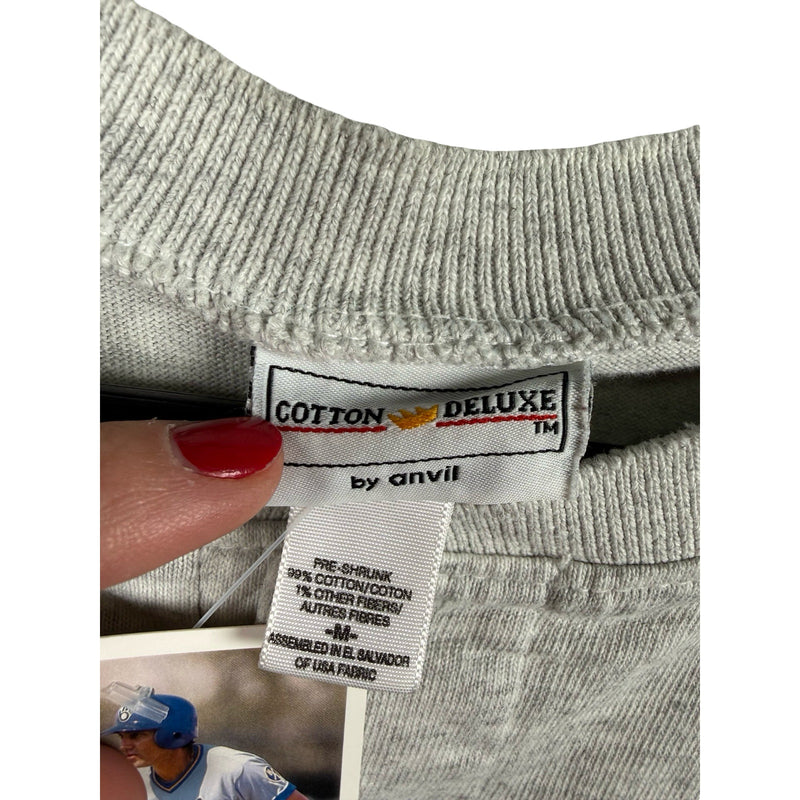 COTTON DELUXE
TM
by anvil
PRE-SHRUNK
99% COTTON/COTON
1% OTHER FIBERS/
AUTRES FIBRES
-M-
ASSEMBLED IN EL SALVADOR
OF USA FABRIC